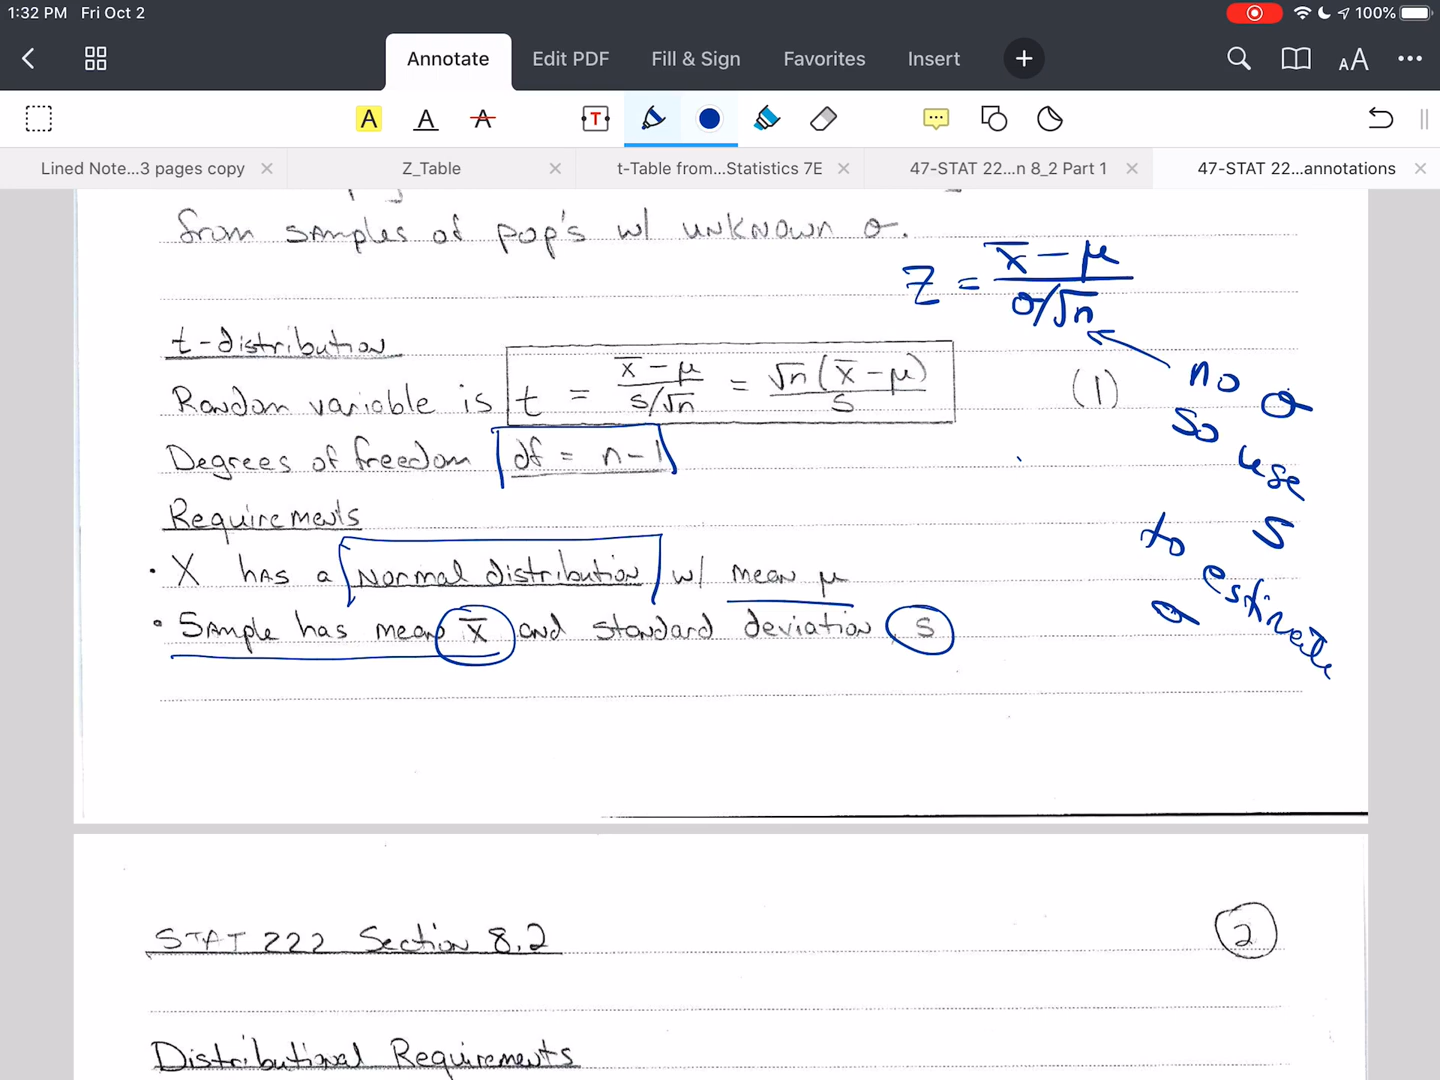 1:32 PM Fri Oct 2
100%
Annotate Edit PDF Fill & Sign Favorites Insert
Lined Note...3 pages copy Z_Table t-Table from...Statistics 7E 47-STAT 22...n 8_2 Part 1 47-STAT 22...annotations
from samples of pop's w/ unknown σ.
Z = (x̄ − μ) / (σ/√n)
t-distribution
Random variable is t = (x̄ − μ) / (s/√n) = √n(x̄ − μ) / s (1)
no σ
so use
s
to estimate
σ
Degrees of freedom df = n − 1
Requirements
• X has a Normal distribution w/ mean μ
• Sample has mean x̄ and standard deviation s
STAT 222 Section 8.2 2
Distributional Requirements